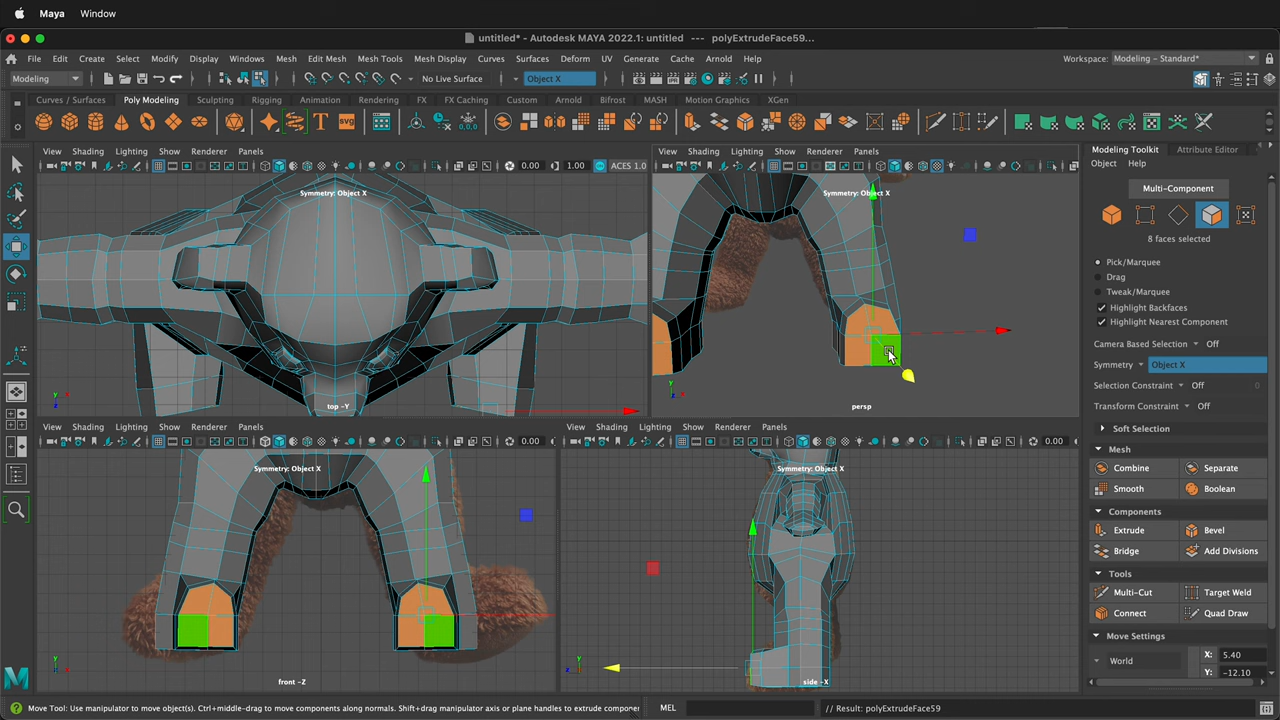 Maya Window
untitled* - Autodesk MAYA 2022.1: untitled --- polyExtrudeFace59...
File Edit Create Select Modify Display Windows Mesh Edit Mesh Mesh Tools Mesh Display Curves Surfaces Deform UV Generate Cache Arnold Help
Workspace: Modeling - Standard*
Modeling No Live Surface Object X
Curves / Surfaces Poly Modeling Sculpting Rigging Animation Rendering FX FX Caching Custom Arnold Bifrost MASH Motion Graphics XGen
T svg 0,0,0
View Shading Lighting Show Renderer Panels
0.00 1.00 ACES 1.0
Symmetry: Object X
top -Y
View Shading Lighting Show Renderer Panels
Symmetry: Object X
persp
View Shading Lighting Show Renderer Panels
0.00
Symmetry: Object X
front -Z
View Shading Lighting Show Renderer Panels
0.00
Symmetry: Object X
side -X
Modeling Toolkit Attribute Editor
Object Help
Multi-Component
8 faces selected
Pick/Marquee
Drag
Tweak/Marquee
Highlight Backfaces
Highlight Nearest Component
Camera Based Selection Off
Symmetry Object X
Selection Constraint Off 0
Transform Constraint Off
Soft Selection
Mesh
Combine Separate
Smooth Boolean
Components
Extrude Bevel
Bridge Add Divisions
Tools
Multi-Cut Target Weld
Connect Quad Draw
Move Settings
X: 5.40
World
Y: -12.10
Move Tool: Use manipulator to move object(s). Ctrl+middle-drag to move components along normals. Shift+drag manipulator axis or plane handles to extrude componen
MEL
// Result: polyExtrudeFace59